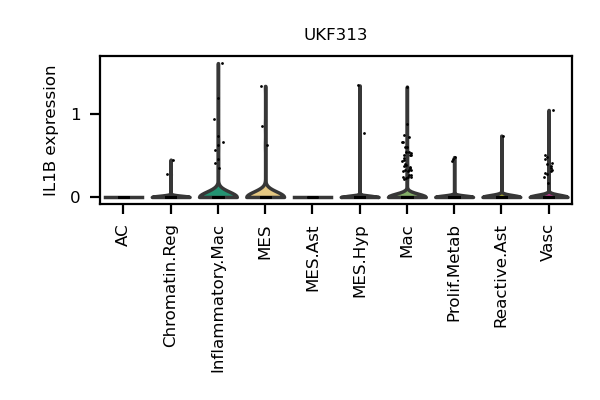 UKF313
IL1B expression
1
0
AC
Chromatin.Reg
Inflammatory.Mac
MES
MES.Ast
MES.Hyp
Mac
Prolif.Metab
Reactive.Ast
Vasc